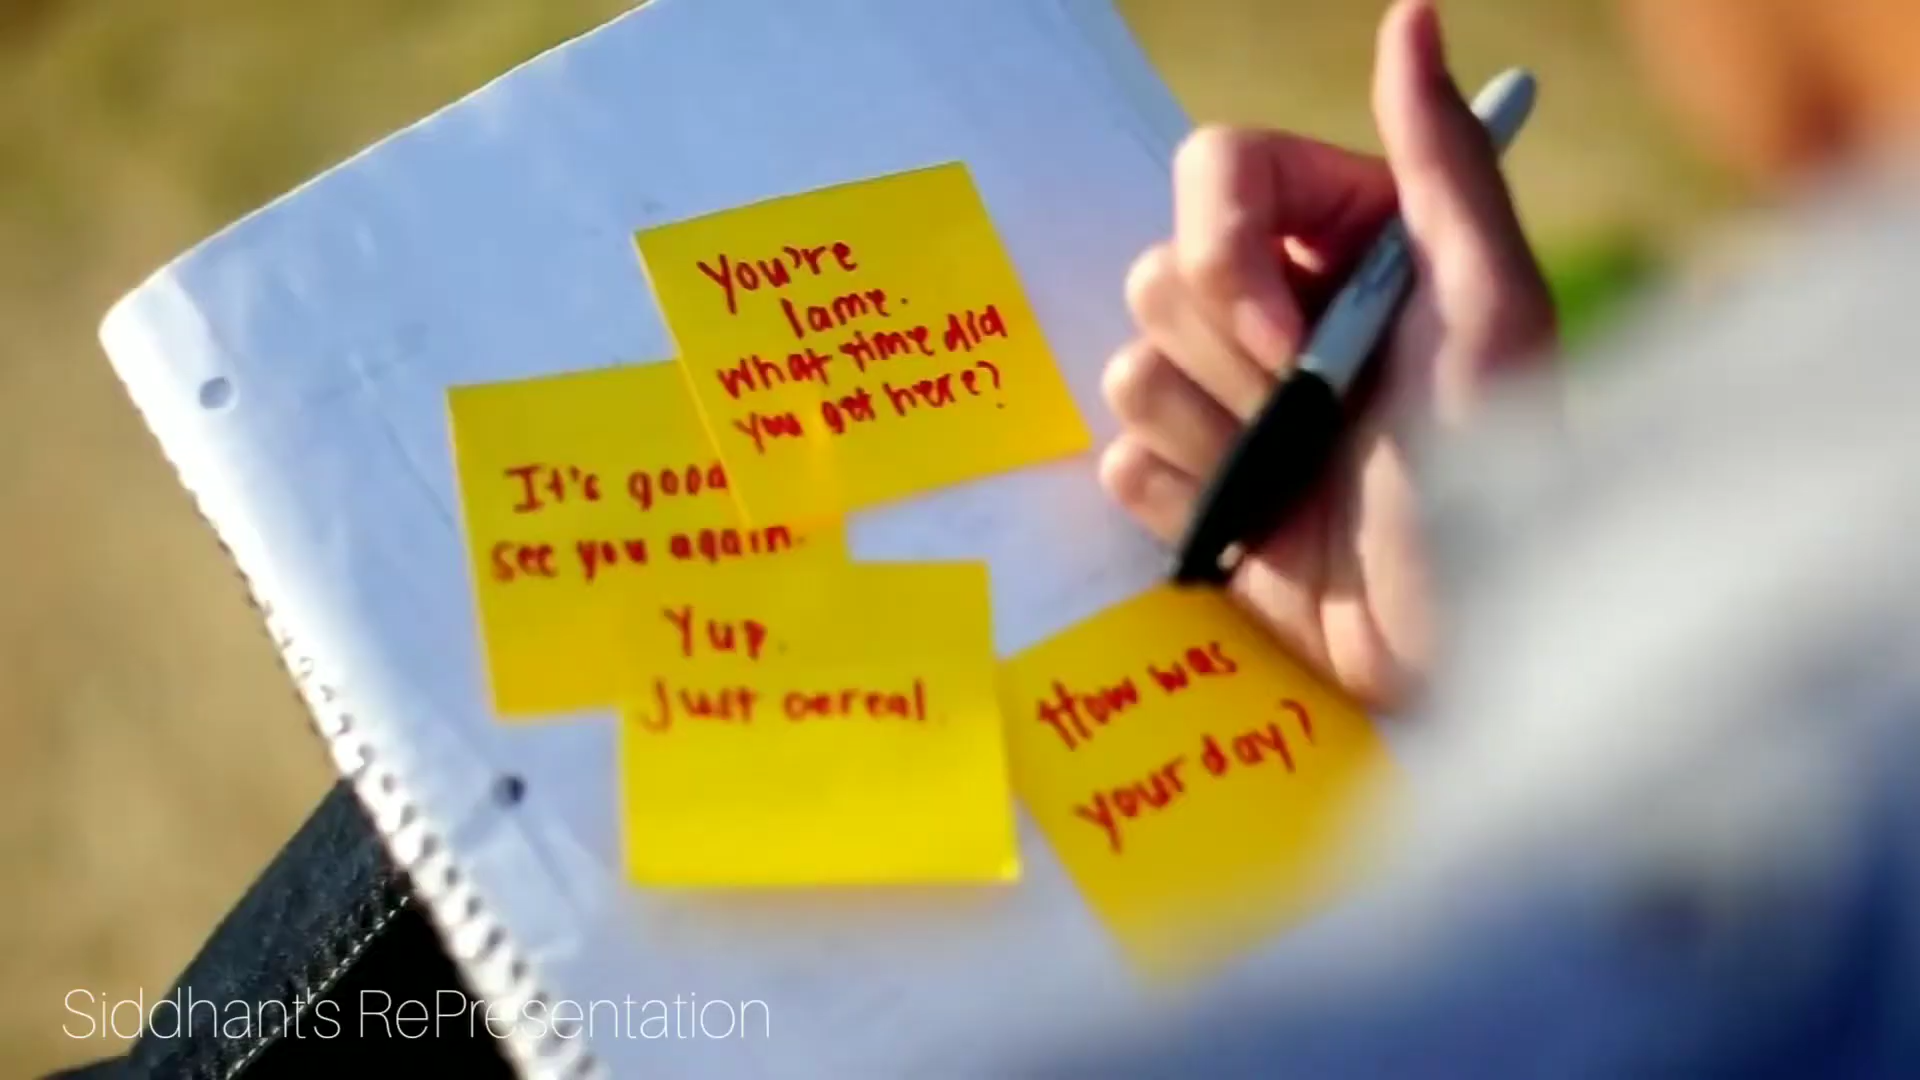 You're
lame.
What time did
you get here?
It's good
see you again.
Yup.
Just cereal.
How was
your day?
Siddhant's RePresentation